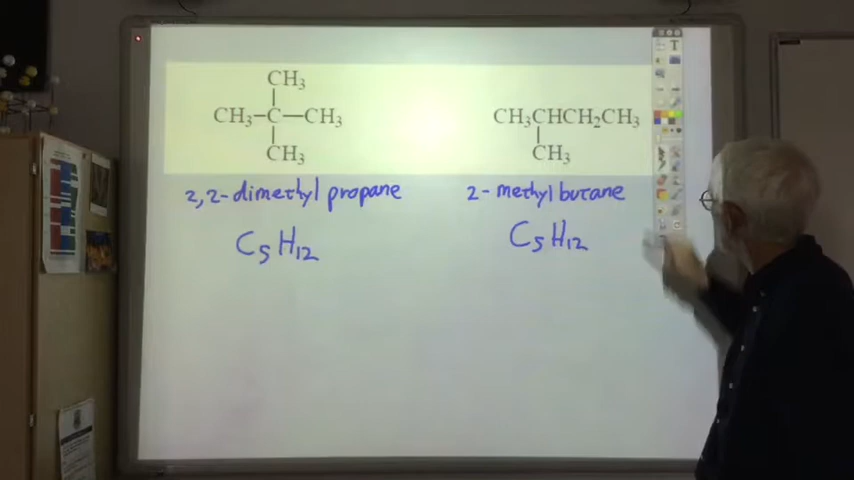 CH₃
CH₃—C—CH₃
CH₃
CH₃CHCH₂CH₃
CH₃
2,2-dimethyl propane
2-methyl butane
C₅H₁₂
C₅H₁₂
T